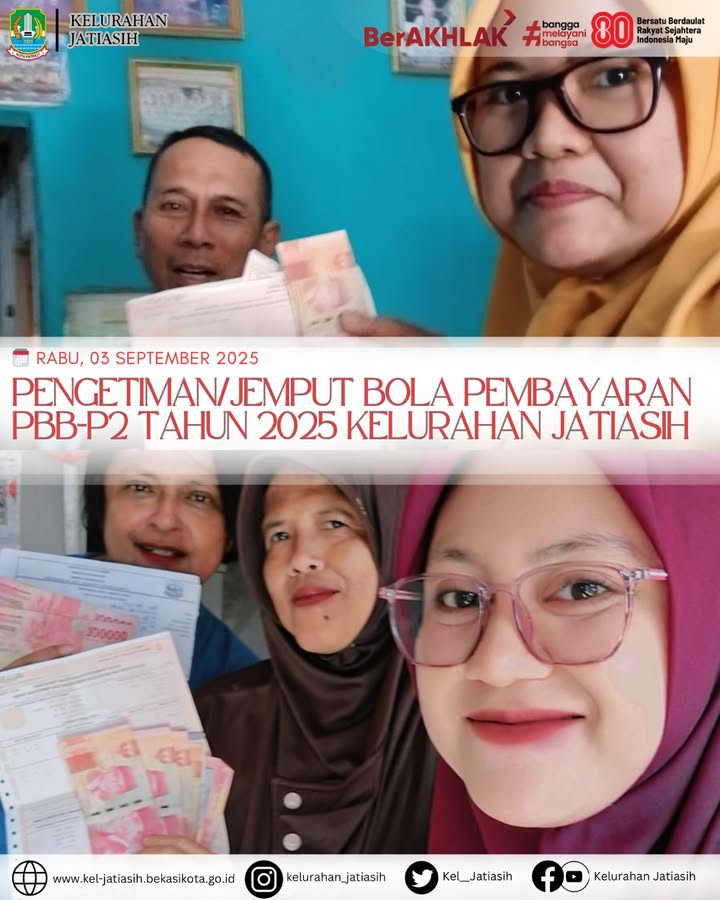 KELURAHAN
JATIASIH
BerAKHLAK
#bangga
melayani
bangsa
80
Bersatu Berdaulat
Rakyat Sejahtera
Indonesia Maju
RABU, 03 SEPTEMBER 2025
PENGETIMAN/JEMPUT BOLA PEMBAYARAN
PBB-P2 TAHUN 2025 KELURAHAN JATIASIH
100000
www.kel-jatiasih.bekasikota.go.id
kelurahan_jatiasih
Kel__Jatiasih
Kelurahan Jatiasih